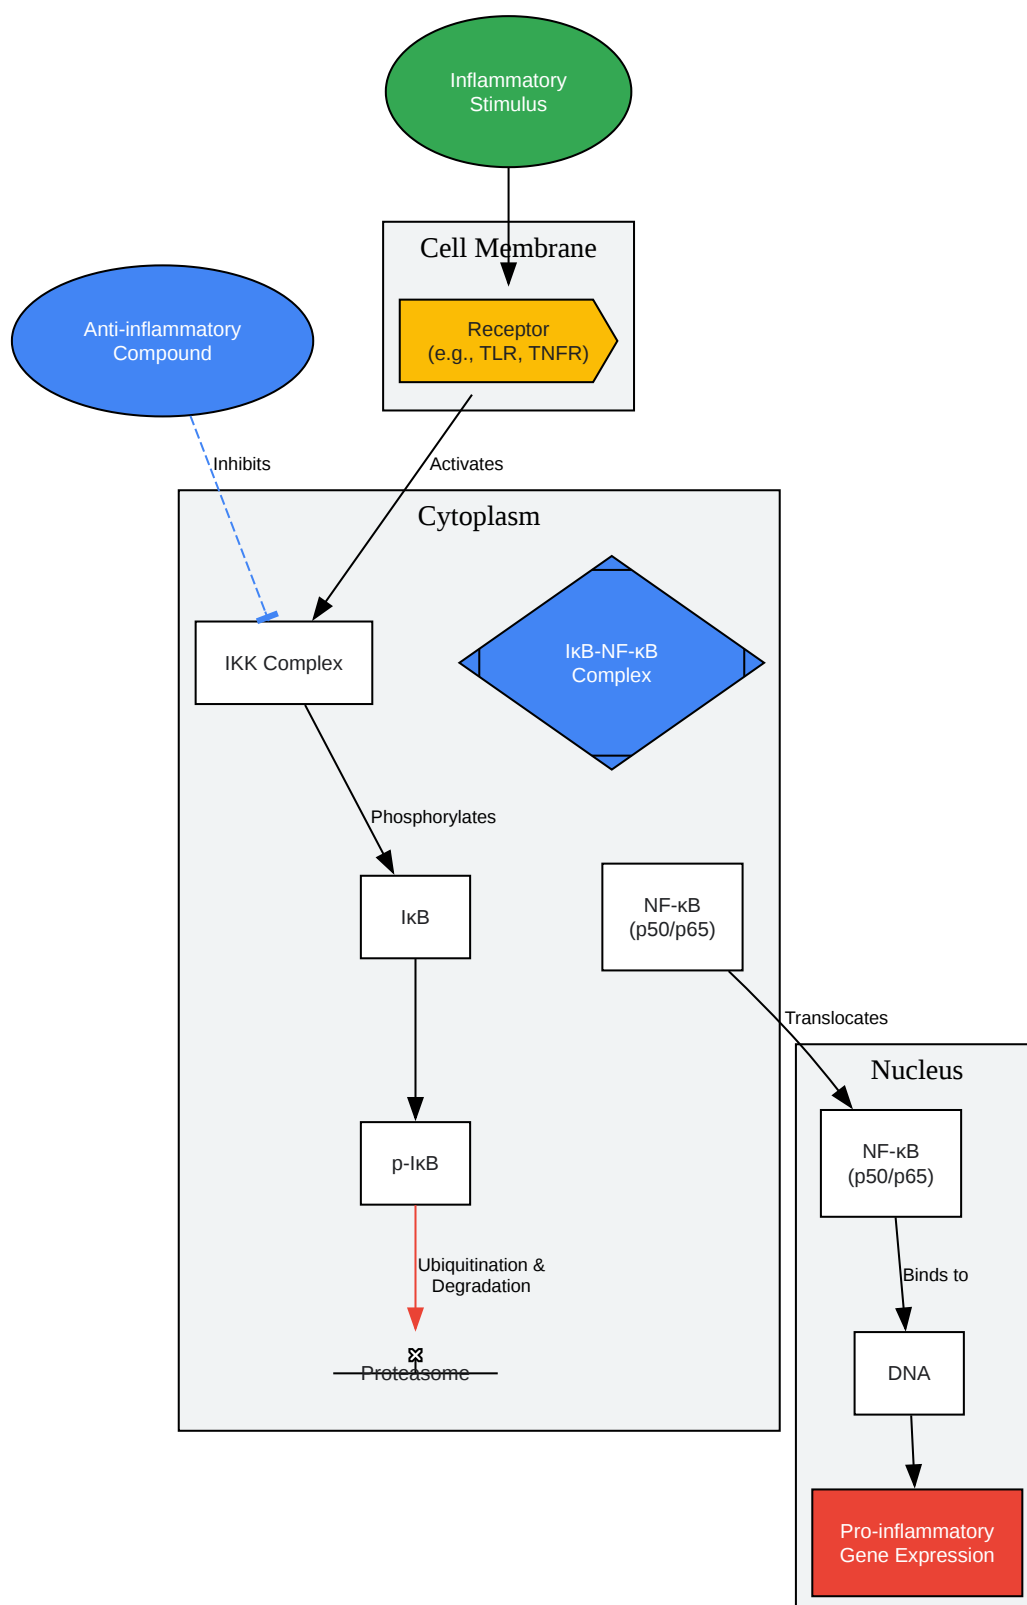 Inflammatory
Stimulus
Cell Membrane
Receptor
(e.g., TLR, TNFR)
Anti-inflammatory
Compound
Inhibits
Activates
Cytoplasm
IKK Complex
IκB-NF-κB
Complex
Phosphorylates
IκB
NF-κB
(p50/p65)
Translocates
Nucleus
NF-κB
(p50/p65)
p-IκB
Ubiquitination &
Degradation
Binds to
Proteasome
DNA
Pro-inflammatory
Gene Expression